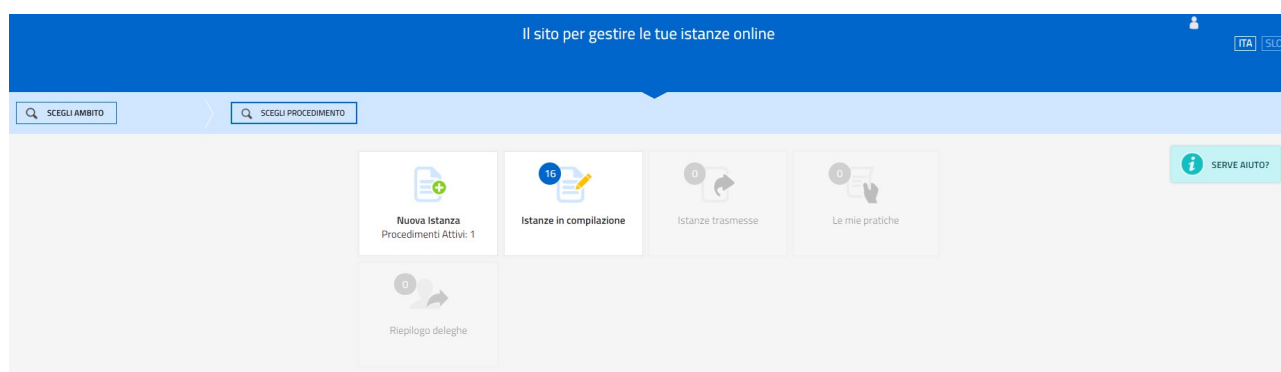 Il sito per gestire le tue istanze online
ITA
SCEGLI AMBITO
SCEGLI PROCEDIMENTO
SERVE AIUTO?
16
0
0
Nuova Istanza
Istanze in compilazione
Istanze trasmesse
Le mie pratiche
Procedimenti Attivi: 1
0
Riepilogo deleghe